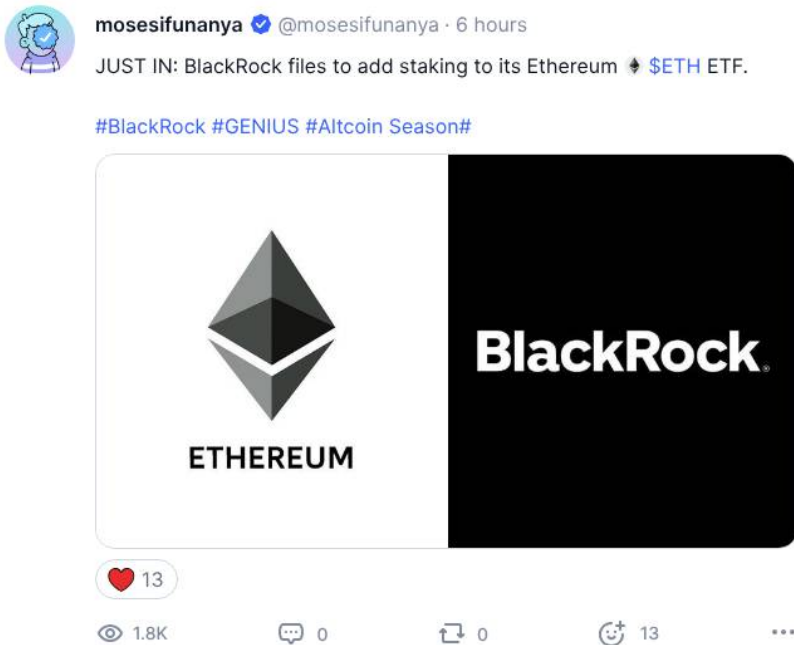 mosesifunanya @mosesifunanya · 6 hours
JUST IN: BlackRock files to add staking to its Ethereum $ETH ETF.
#BlackRock #GENIUS #Altcoin Season#
ETHEREUM
BlackRock®
13
1.8K 0 0 13